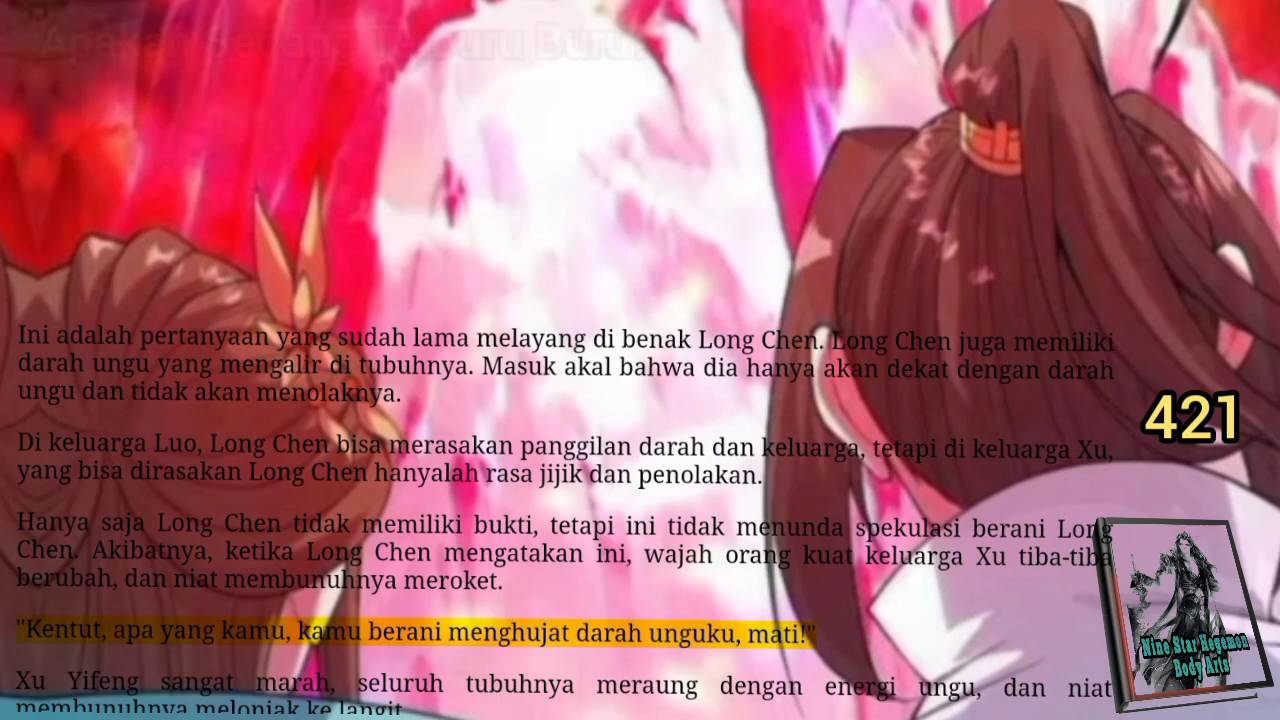 Ini adalah pertanyaan yang sudah lama melayang di benak Long Chen. Long Chen juga memiliki
darah ungu yang mengalir di tubuhnya. Masuk akal bahwa dia hanya akan dekat dengan darah
ungu dan tidak akan menolaknya.
Di keluarga Luo, Long Chen bisa merasakan panggilan darah dan keluarga, tetapi di keluarga Xu,
yang bisa dirasakan Long Chen hanyalah rasa jijik dan penolakan.
421
Hanya saja Long Chen tidak memiliki bukti, tetapi ini tidak menunda spekulasi berani Long
Chen. Akibatnya, ketika Long Chen mengatakan ini, wajah orang kuat keluarga Xu tiba-tiba
berubah, dan niat membunuhnya meroket.
"Kentut, apa yang kamu, kamu berani menghujat darah unguku, mati!"
Nine Star Hegemon
Body Arts
Xu Yifeng sangat marah, seluruh tubuhnya meraung dengan energi ungu, dan niat
membunuhnya melonjak ke langit.